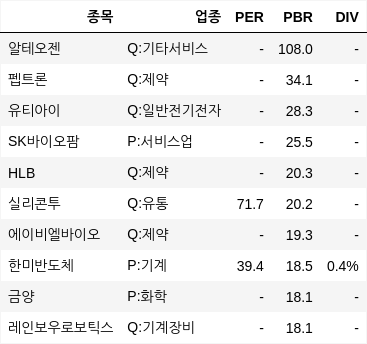 종목 업종 PER PBR DIV
알테오젠 Q:기타서비스 - 108.0 -
펩트론 Q:제약 - 34.1 -
유티아이 Q:일반전기전자 - 28.3 -
SK바이오팜 P:서비스업 - 25.5 -
HLB Q:제약 - 20.3 -
실리콘투 Q:유통 71.7 20.2 -
에이비엘바이오 Q:제약 - 19.3 -
한미반도체 P:기계 39.4 18.5 0.4%
금양 P:화학 - 18.1 -
레인보우로보틱스 Q:기계장비 - 18.1 -